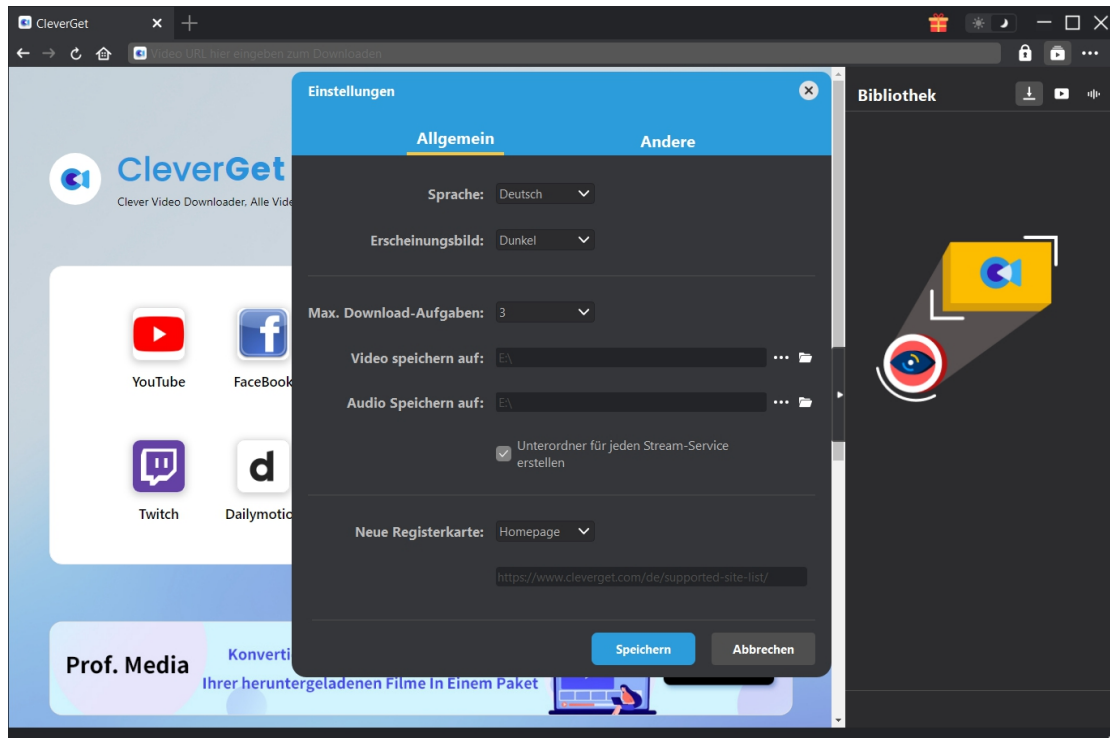 CleverGet
Video URL hier eingeben zum Downloaden
Einstellungen
Allgemein
Andere
Sprache: Deutsch
Erscheinungsbild: Dunkel
Max. Download-Aufgaben: 3
Video speichern auf: E:\
Audio Speichern auf: E:\
Unterordner für jeden Stream-Service
erstellen
Neue Registerkarte: Homepage
https://www.cleverget.com/de/supported-site-list/
Speichern
Abbrechen
Bibliothek
CleverGet
Clever Video Downloader, Alle Vide
YouTube
FaceBook
Twitch
Dailymotic
Prof. Media
Konverti
Ihrer heruntergeladenen Filme In Einem Paket